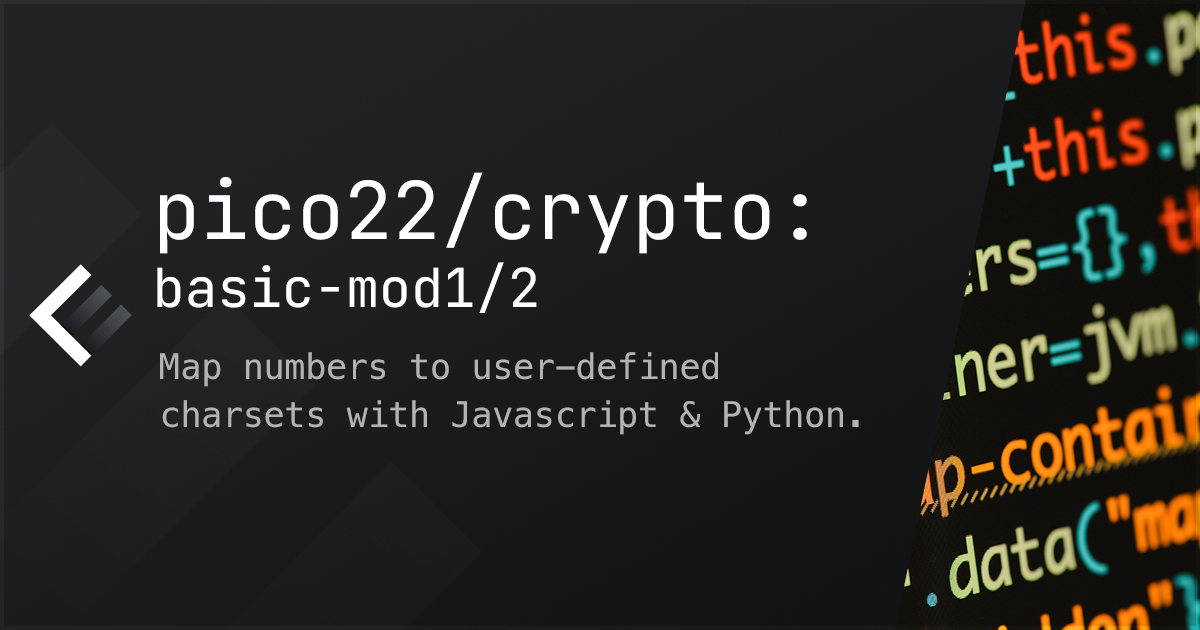 pico22/crypto:
basic-mod1/2
Map numbers to user-defined
charsets with Javascript & Python.
this.p
+this.p
ers={},th
ner=jvm.
p-contain
.data("map
dden"}